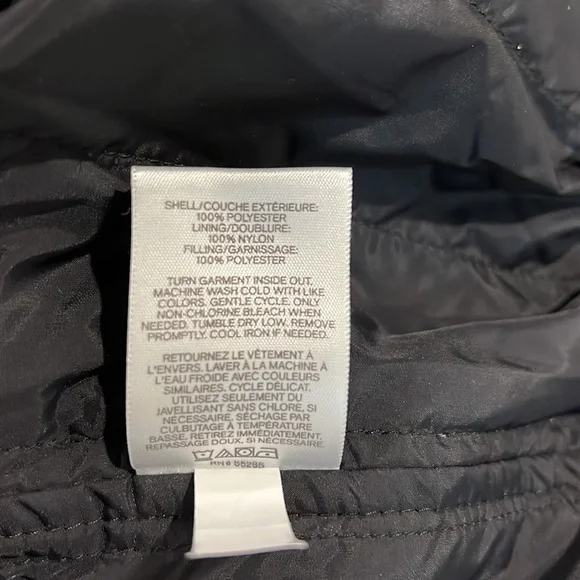 SHELL/COUCHE EXTÉRIEURE:
100% POLYESTER
LINING/DOUBLURE:
100% NYLON
FILLING/GARNISSAGE:
100% POLYESTER
TURN GARMENT INSIDE OUT.
MACHINE WASH COLD WITH LIKE
COLORS. GENTLE CYCLE. ONLY
NON-CHLORINE BLEACH WHEN
NEEDED. TUMBLE DRY LOW. REMOVE
PROMPTLY. COOL IRON IF NEEDED.
RETOURNEZ LE VÊTEMENT À
L'ENVERS. LAVER À LA MACHINE À
L'EAU FROIDE AVEC COULEURS
SIMILAIRES. CYCLE DÉLICAT.
UTILISEZ SEULEMENT DU
JAVELLISANT SANS CHLORE, SI
NÉCESSAIRE. SÉCHAGE PAR
CULBUTAGE À TEMPÉRATURE
BASSE. RETIREZ IMMÉDIATEMENT.
REPASSAGE DOUX, SI NÉCESSAIRE.
RN# 55285